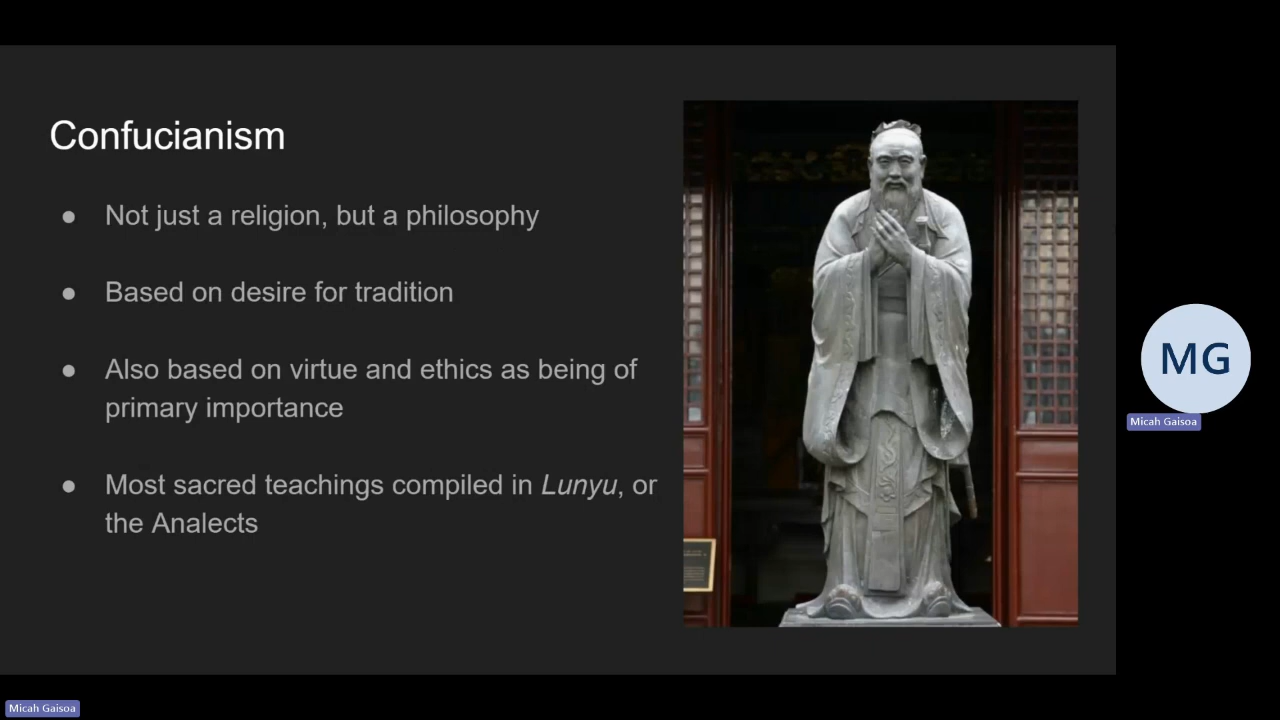 Confucianism
● Not just a religion, but a philosophy
● Based on desire for tradition
● Also based on virtue and ethics as being of
primary importance
● Most sacred teachings compiled in Lunyu, or
the Analects
MG
Micah Gaisoa
Micah Gaisoa